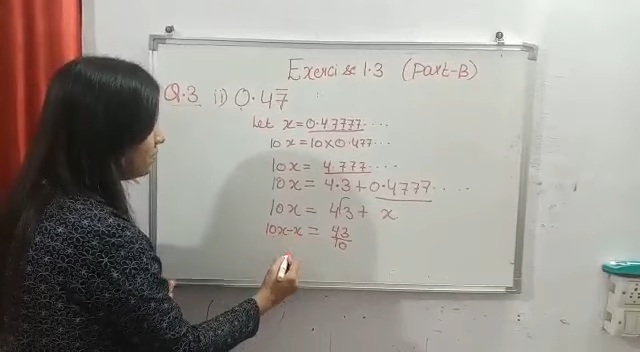 Exercise 1.3 (Part-B)
Q.3 ii) 0.47̅
Let x = 0.47777....
10x = 10×0.477...
10x = 4.777....
10x = 4.3 + 0.4777....
10x = 4.3 + x
10x-x = 43/10